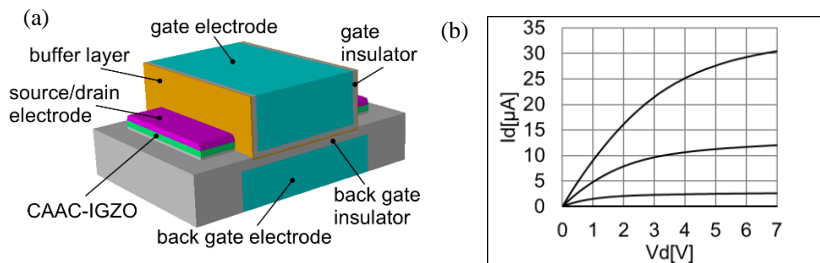 (a)
gate electrode
buffer layer
source/drain
electrode
gate
insulator
CAAC-IGZO
back gate electrode
back gate
insulator
(b)
Id[µA]
35
30
25
20
15
10
5
0
0 1 2 3 4 5 6 7
Vd[V]